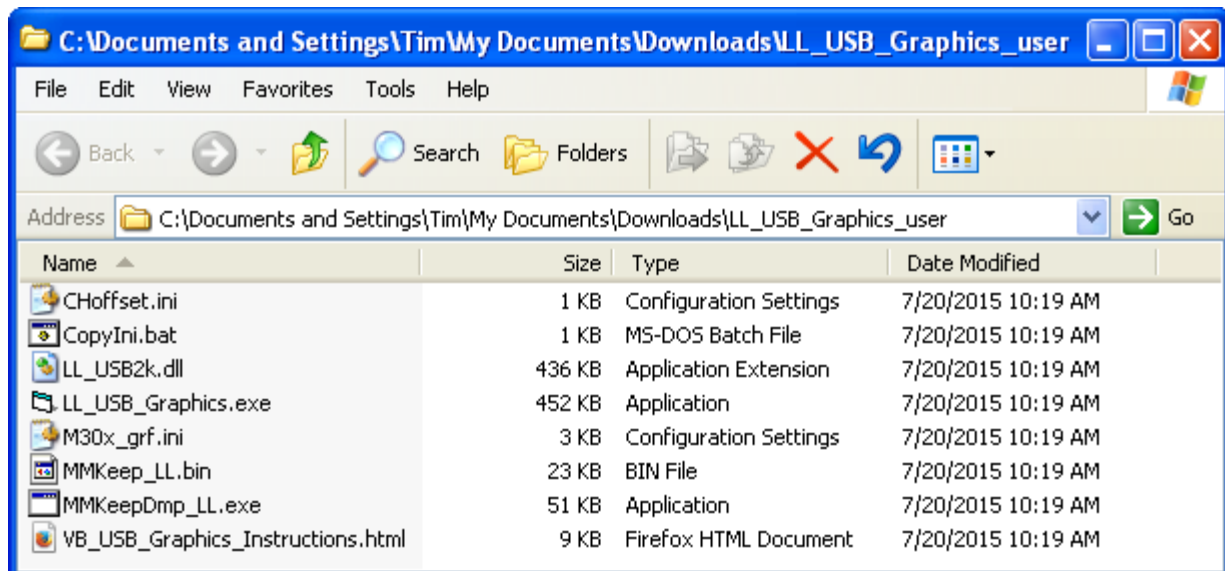 C:\Documents and Settings\Tim\My Documents\Downloads\LL_USB_Graphics_user
File Edit View Favorites Tools Help
Back Search Folders
Address C:\Documents and Settings\Tim\My Documents\Downloads\LL_USB_Graphics_user Go
Name Size Type Date Modified
CHoffset.ini 1 KB Configuration Settings 7/20/2015 10:19 AM
CopyIni.bat 1 KB MS-DOS Batch File 7/20/2015 10:19 AM
LL_USB2k.dll 436 KB Application Extension 7/20/2015 10:19 AM
LL_USB_Graphics.exe 452 KB Application 7/20/2015 10:19 AM
M30x_grf.ini 3 KB Configuration Settings 7/20/2015 10:19 AM
MMKeep_LL.bin 23 KB BIN File 7/20/2015 10:19 AM
MMKeepDmp_LL.exe 51 KB Application 7/20/2015 10:19 AM
VB_USB_Graphics_Instructions.html 9 KB Firefox HTML Document 7/20/2015 10:19 AM